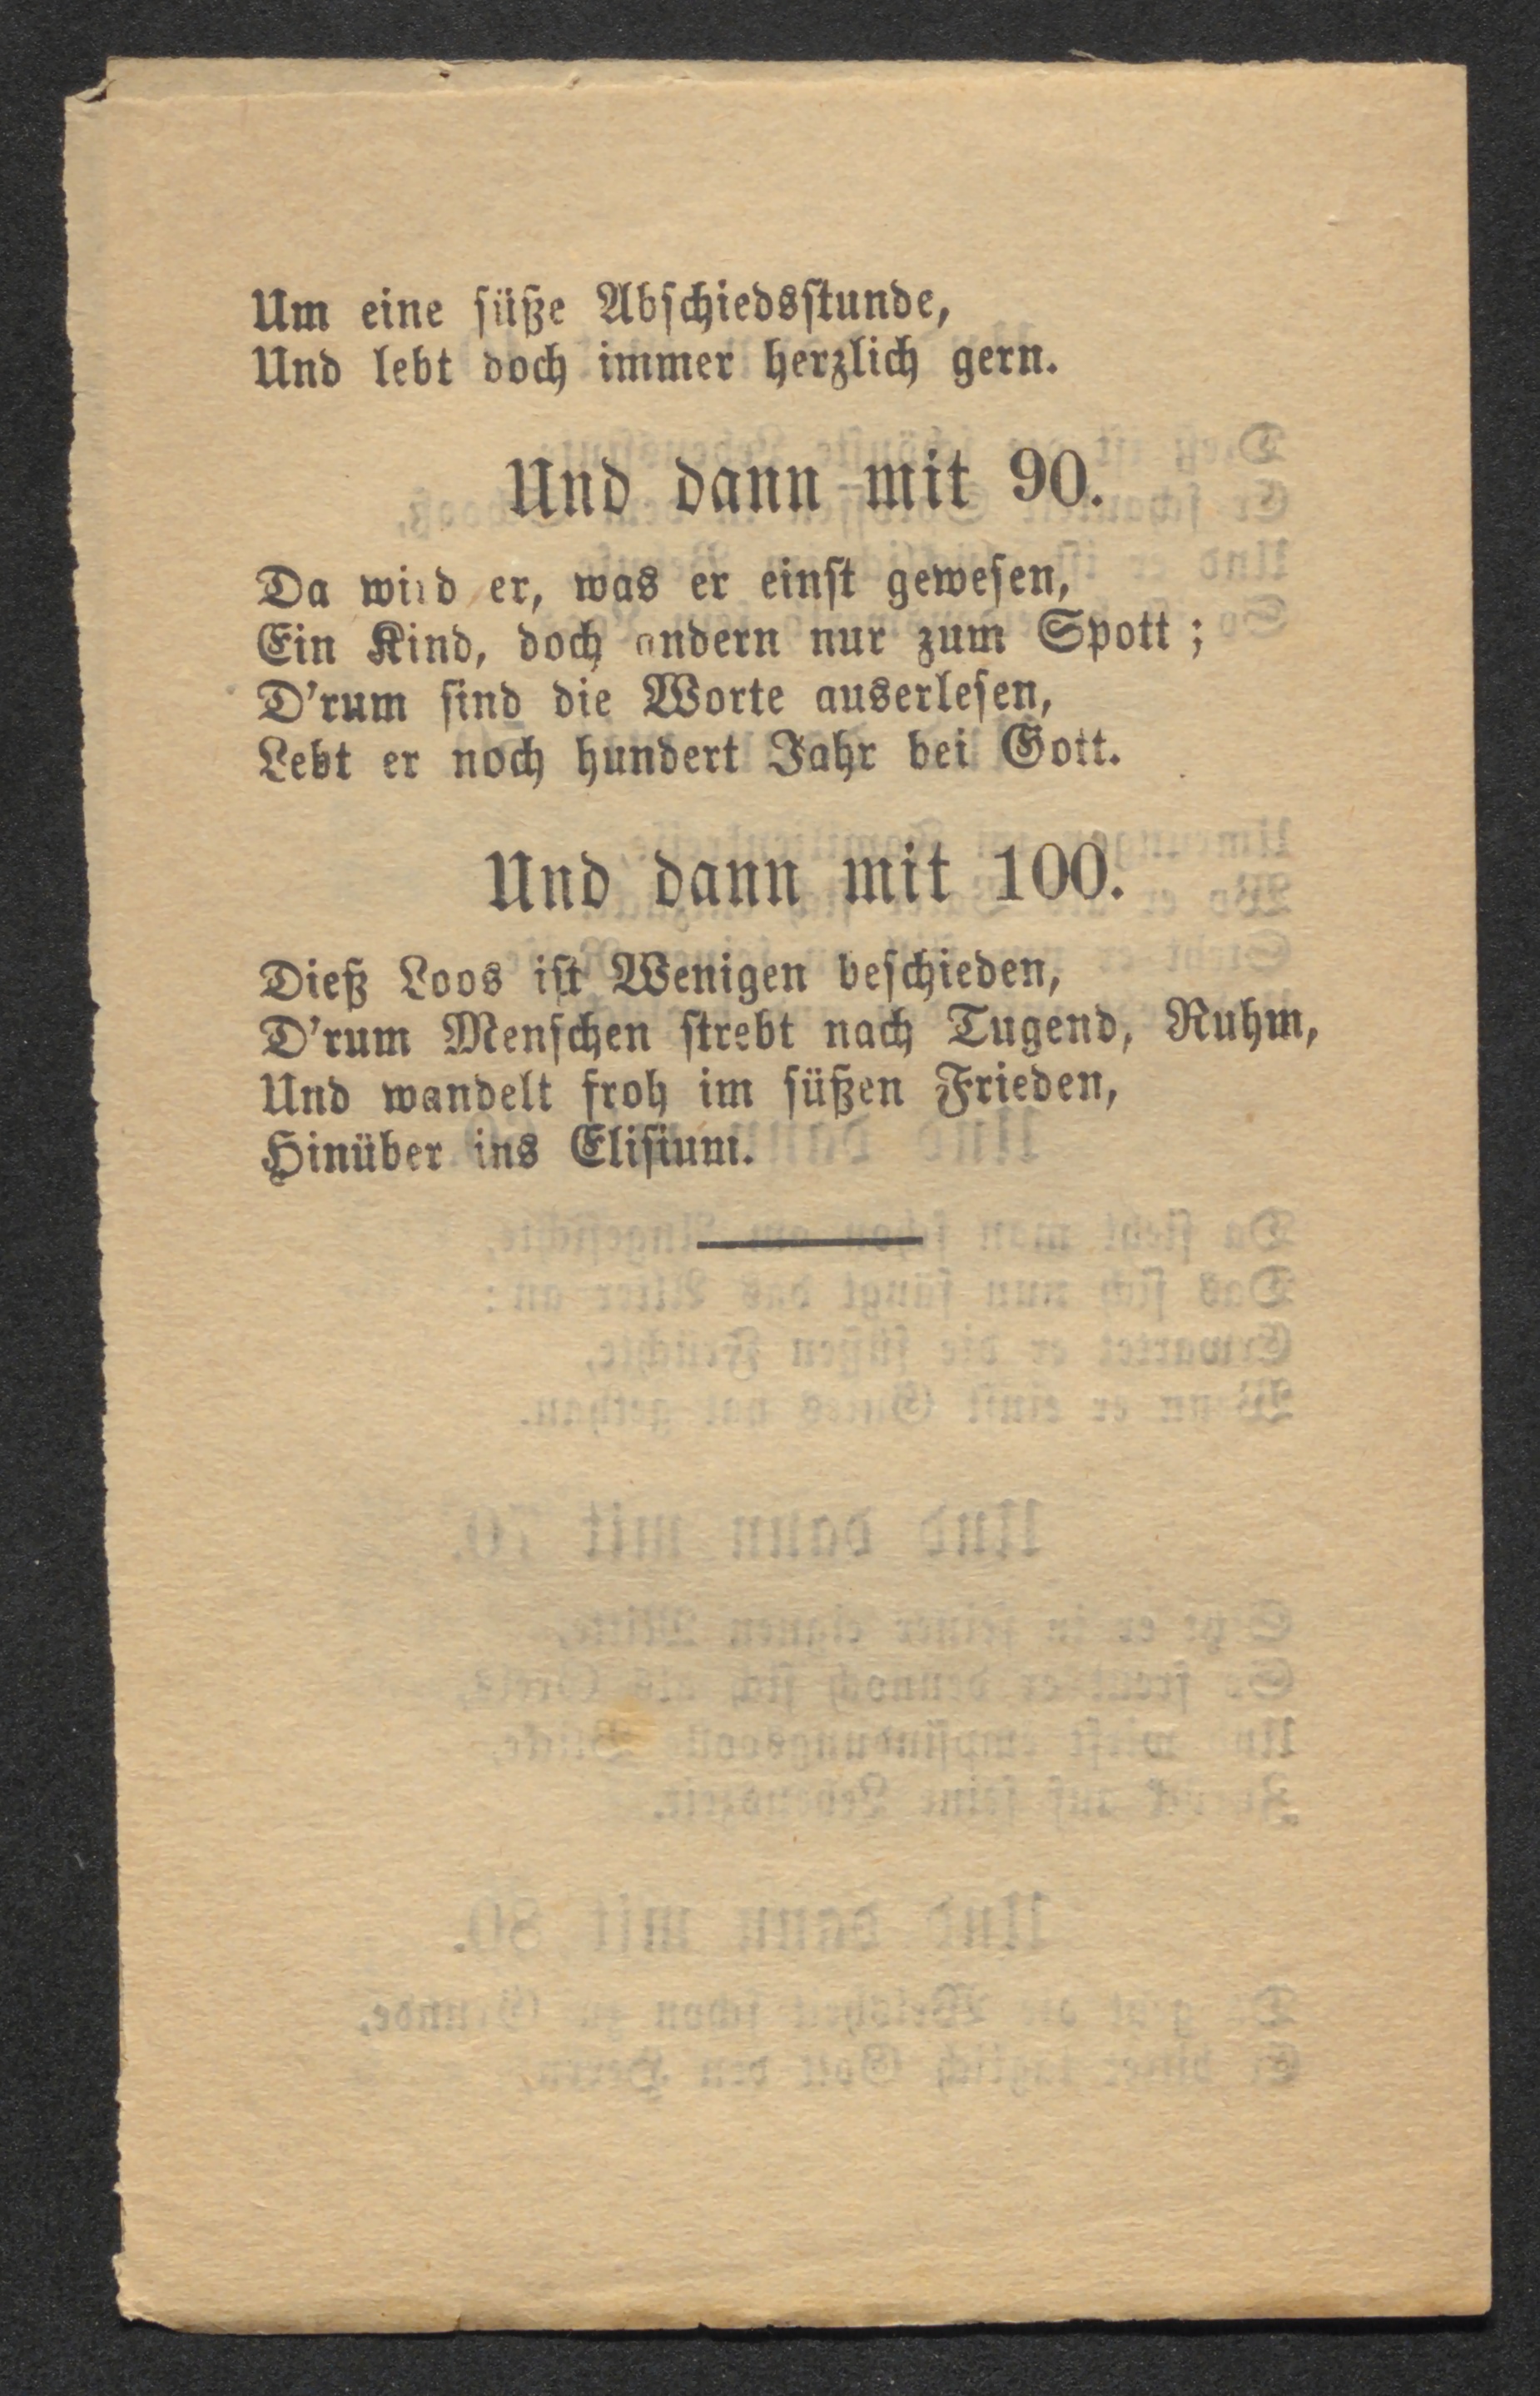 Um eine süße Abschiedsstunde,
Und lebt doch immer herzlich gern.
Und dann mit 90.
Da wird er, was er einst gewesen,
Ein Kind, doch andern nur zum Spott;
D'rum sind die Worte auserlesen,
Lebt er noch hundert Jahr bei Gott.
Und dann mit 100.
Dieß Loos ist Wenigen beschieden,
D'rum Menschen strebt nach Tugend, Ruhm,
Und wandelt froh im süßen Frieden,
Hinüber ins Elisium.